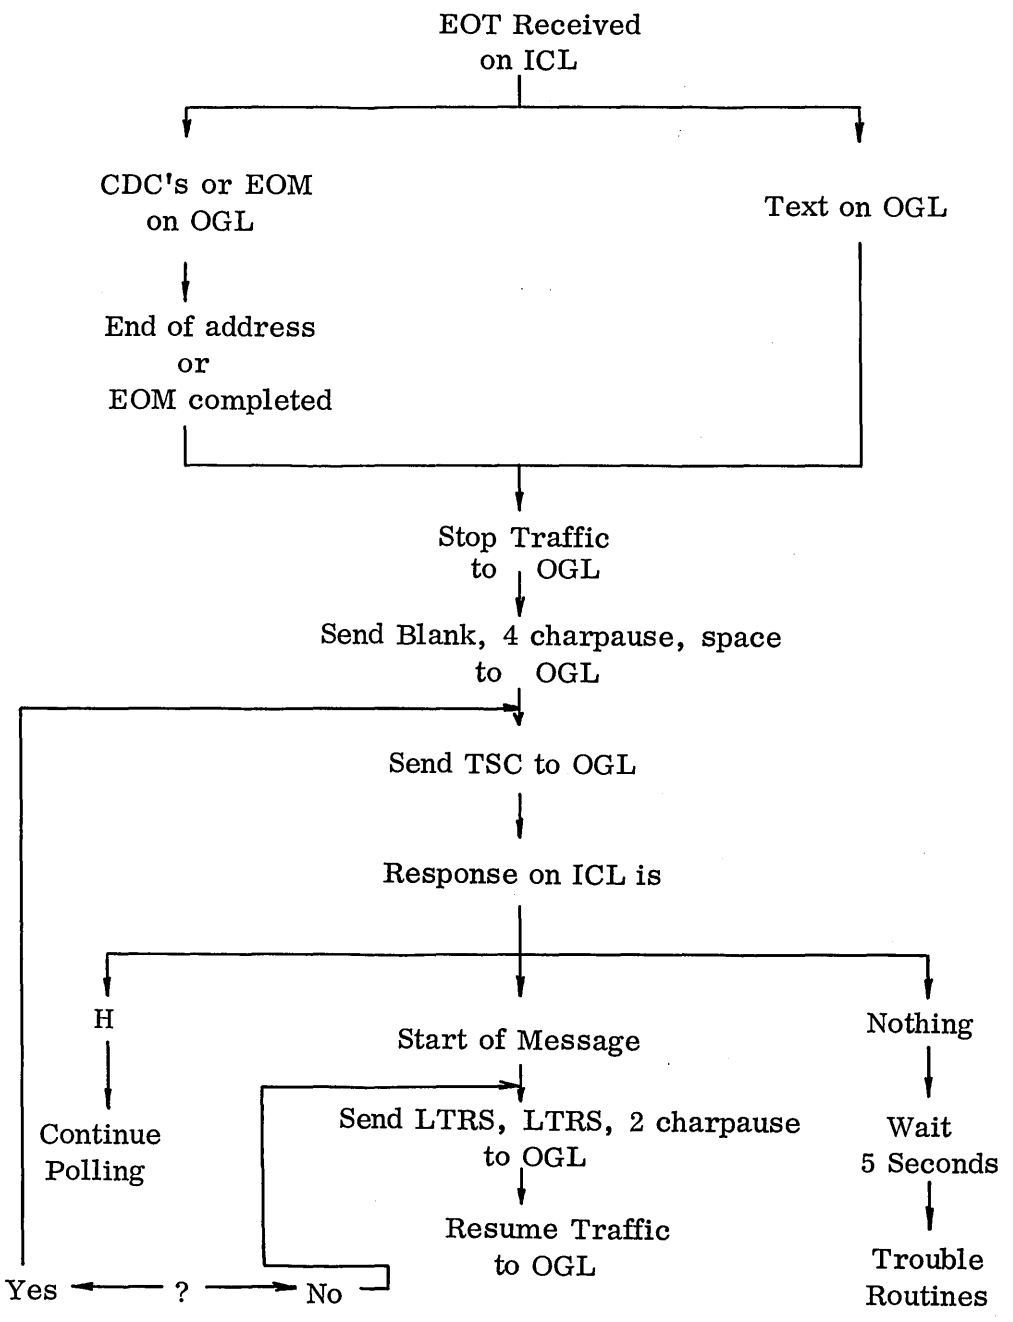 EOT Received
on ICL
CDC's or EOM
on OGL
Text on OGL
End of address
or
EOM completed
Stop Traffic
to OGL
Send Blank, 4 charpause, space
to OGL
Send TSC to OGL
Response on ICL is
H
Start of Message
Nothing
Continue
Polling
Send LTRS, LTRS, 2 charpause
to OGL
Wait
5 Seconds
Resume Traffic
to OGL
Trouble
Routines
Yes ? No